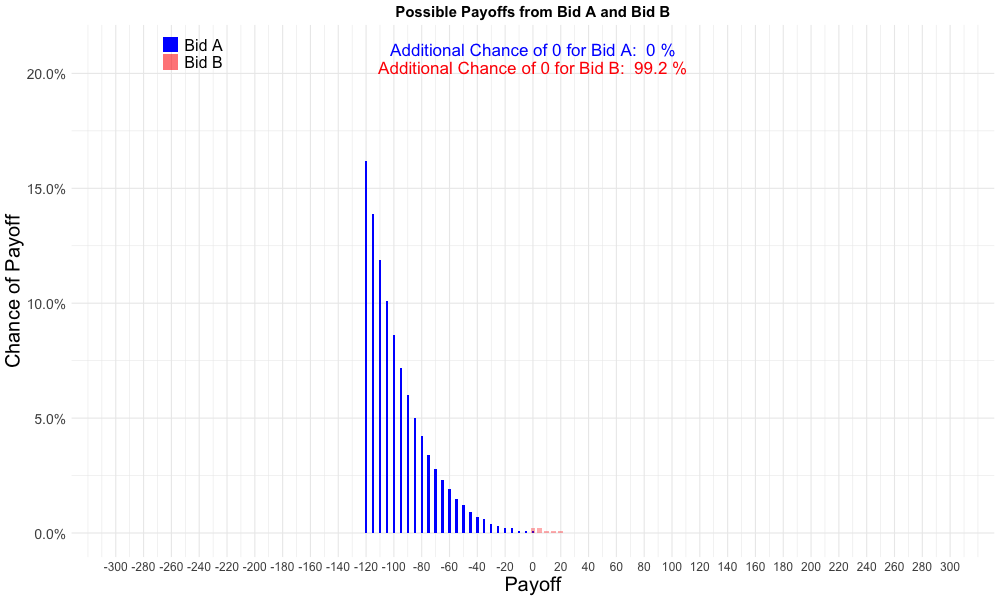 Possible Payoffs from Bid A and Bid B
Bid A
Bid B
Additional Chance of 0 for Bid A:  0 %
Additional Chance of 0 for Bid B:  99.2 %
Chance of Payoff
20.0%
15.0%
10.0%
5.0%
0.0%
-300 -280 -260 -240 -220 -200 -180 -160 -140 -120 -100 -80 -60 -40 -20 0 20 40 60 80 100 120 140 160 180 200 220 240 260 280 300
Payoff